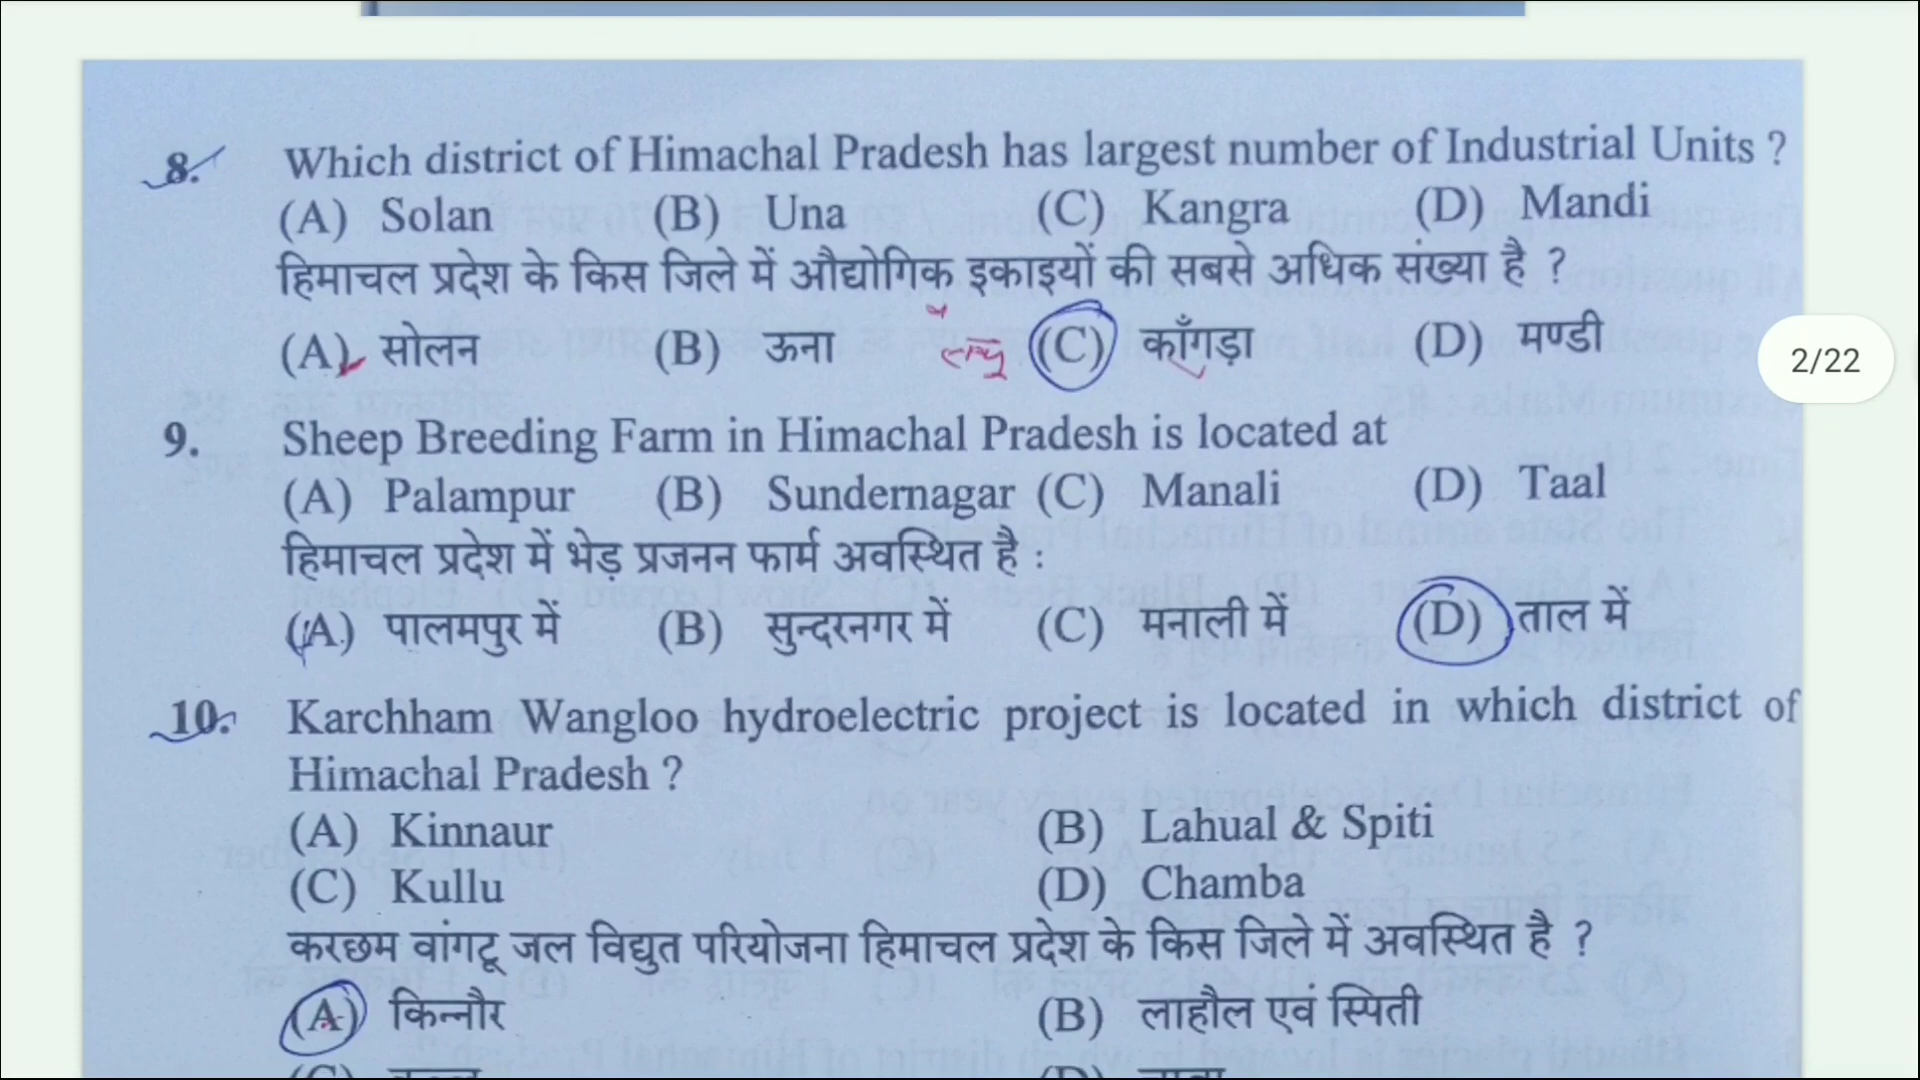 8. Which district of Himachal Pradesh has largest number of Industrial Units ?
(A) Solan (B) Una (C) Kangra (D) Mandi
हिमाचल प्रदेश के किस जिले में औद्योगिक इकाइयों की सबसे अधिक संख्या है ?
(A) सोलन (B) ऊना (C) काँगड़ा (D) मण्डी
2/22
9. Sheep Breeding Farm in Himachal Pradesh is located at
(A) Palampur (B) Sundernagar (C) Manali (D) Taal
हिमाचल प्रदेश में भेड़ प्रजनन फार्म अवस्थित है :
(A) पालमपुर में (B) सुन्दरनगर में (C) मनाली में (D) ताल में
10. Karchham Wangloo hydroelectric project is located in which district of
Himachal Pradesh ?
(A) Kinnaur (B) Lahual & Spiti
(C) Kullu (D) Chamba
करछम वांगटू जल विद्युत परियोजना हिमाचल प्रदेश के किस जिले में अवस्थित है ?
(A) किन्नौर (B) लाहौल एवं स्पिती